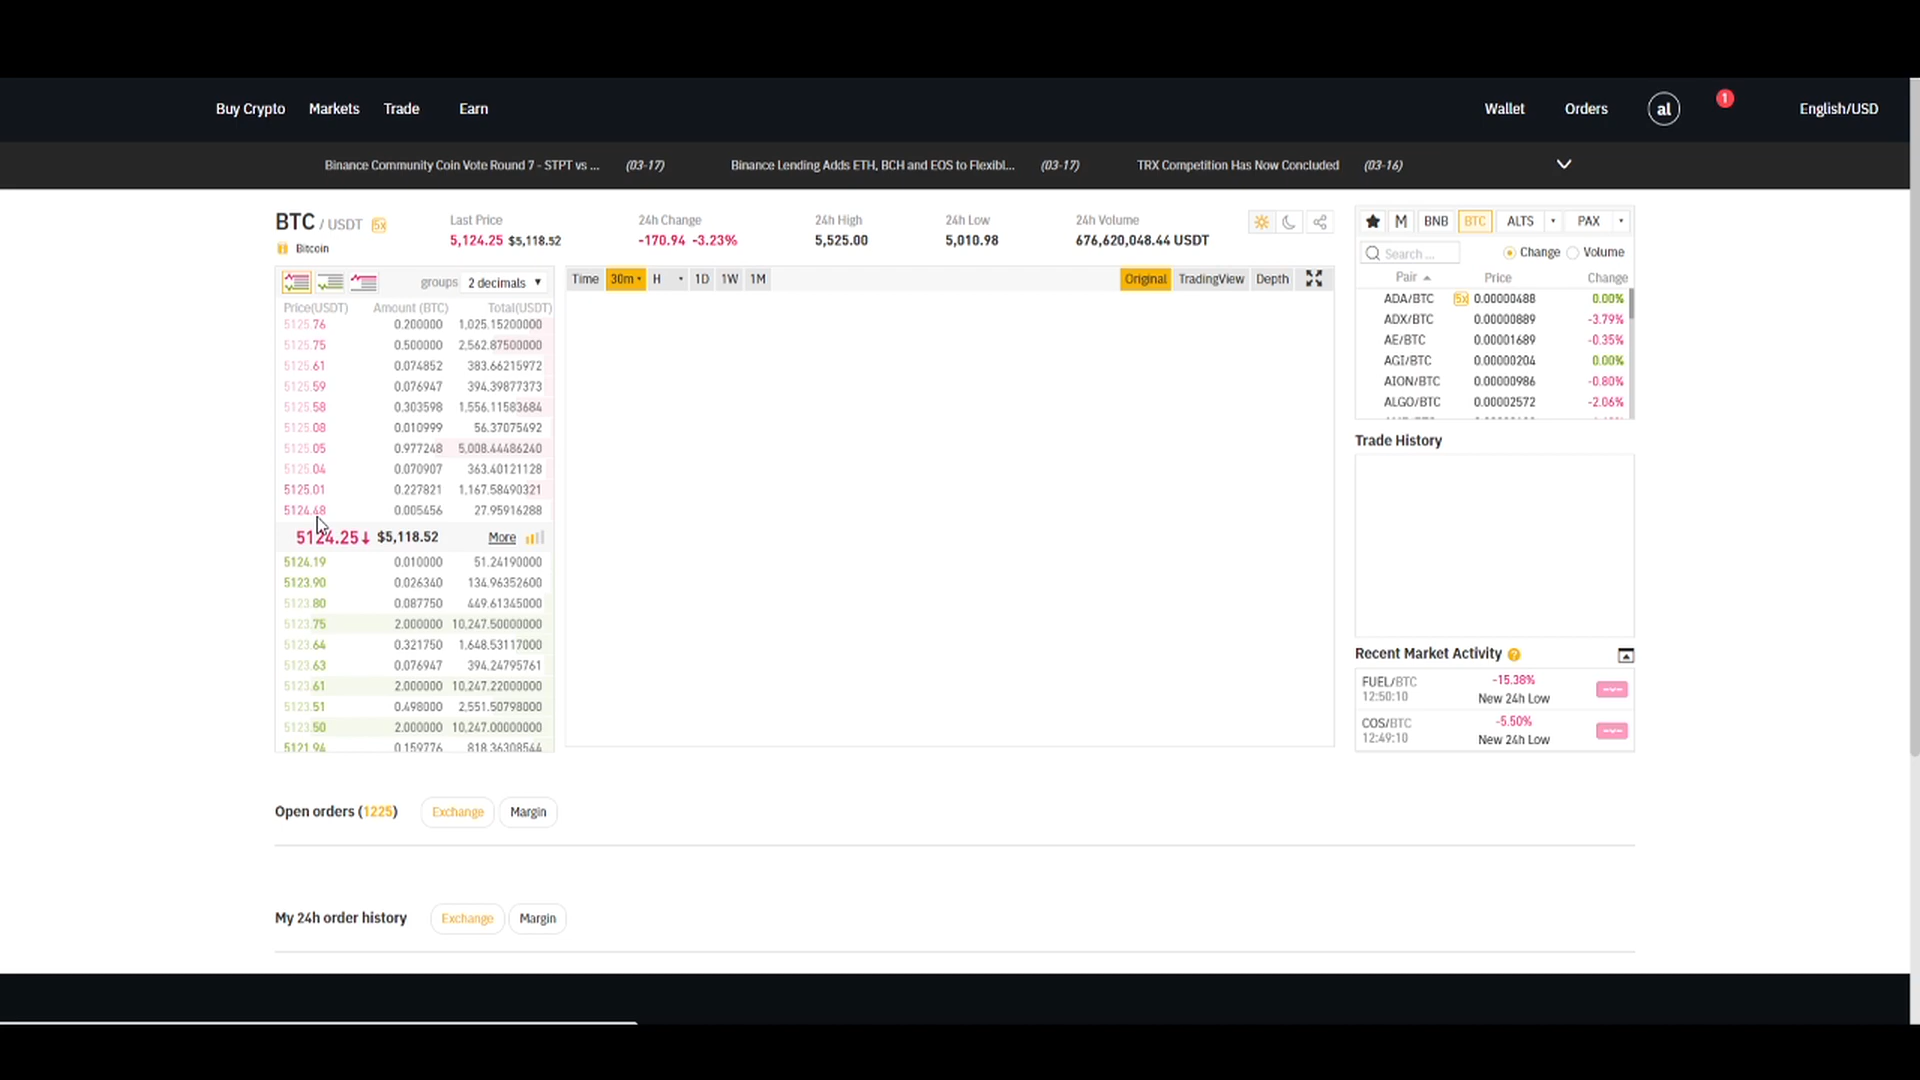 Buy Crypto Markets Trade Earn Wallet Orders al 1 English/USD
Binance Community Coin Vote Round 7 - STPT vs ... (03-17) Binance Lending Adds ETH, BCH and EOS to Flexibl... (03-17) TRX Competition Has Now Concluded (03-16)
BTC / USDT 5x
Bitcoin
Last Price
5,124.25 $5,118.52
24h Change
-170.94 -3.23%
24h High
5,525.00
24h Low
5,010.98
24h Volume
676,620,048.44 USDT
groups 2 decimals
Price(USDT) Amount (BTC) Total(USDT)
5125.76 0.200000 1,025.15200000
5125.75 0.500000 2,562.87500000
5125.61 0.074852 383.66215972
5125.59 0.076947 394.39877373
5125.58 0.303598 1,556.11583684
5125.08 0.010999 56.37075492
5125.05 0.977248 5,008.44486240
5125.04 0.070907 363.40121128
5125.01 0.227821 1,167.58490321
5124.48 0.005456 27.95916288
5124.25↓ $5,118.52 More
5124.19 0.010000 51.24190000
5123.90 0.026340 134.96352600
5123.80 0.087750 449.61345000
5123.75 2.000000 10,247.50000000
5123.64 0.321750 1,648.53117000
5123.63 0.076947 394.24795761
5123.61 2.000000 10,247.22000000
5123.51 0.498000 2,551.50798000
5123.50 2.000000 10,247.00000000
5121.94 0.159776 818.36308544
Time 30m H 1D 1W 1M Original TradingView Depth
M BNB BTC ALTS PAX
Search ... Change Volume
Pair Price Change
ADA/BTC 5x 0.00000488 0.00%
ADX/BTC 0.00000889 -3.79%
AE/BTC 0.00001689 -0.35%
AGI/BTC 0.00000204 0.00%
AION/BTC 0.00000986 -0.80%
ALGO/BTC 0.00002572 -2.06%
Trade History
Recent Market Activity ?
FUEL/BTC -15.38%
12:50:10 New 24h Low
COS/BTC -5.50%
12:49:10 New 24h Low
Open orders (1225) Exchange Margin
My 24h order history Exchange Margin